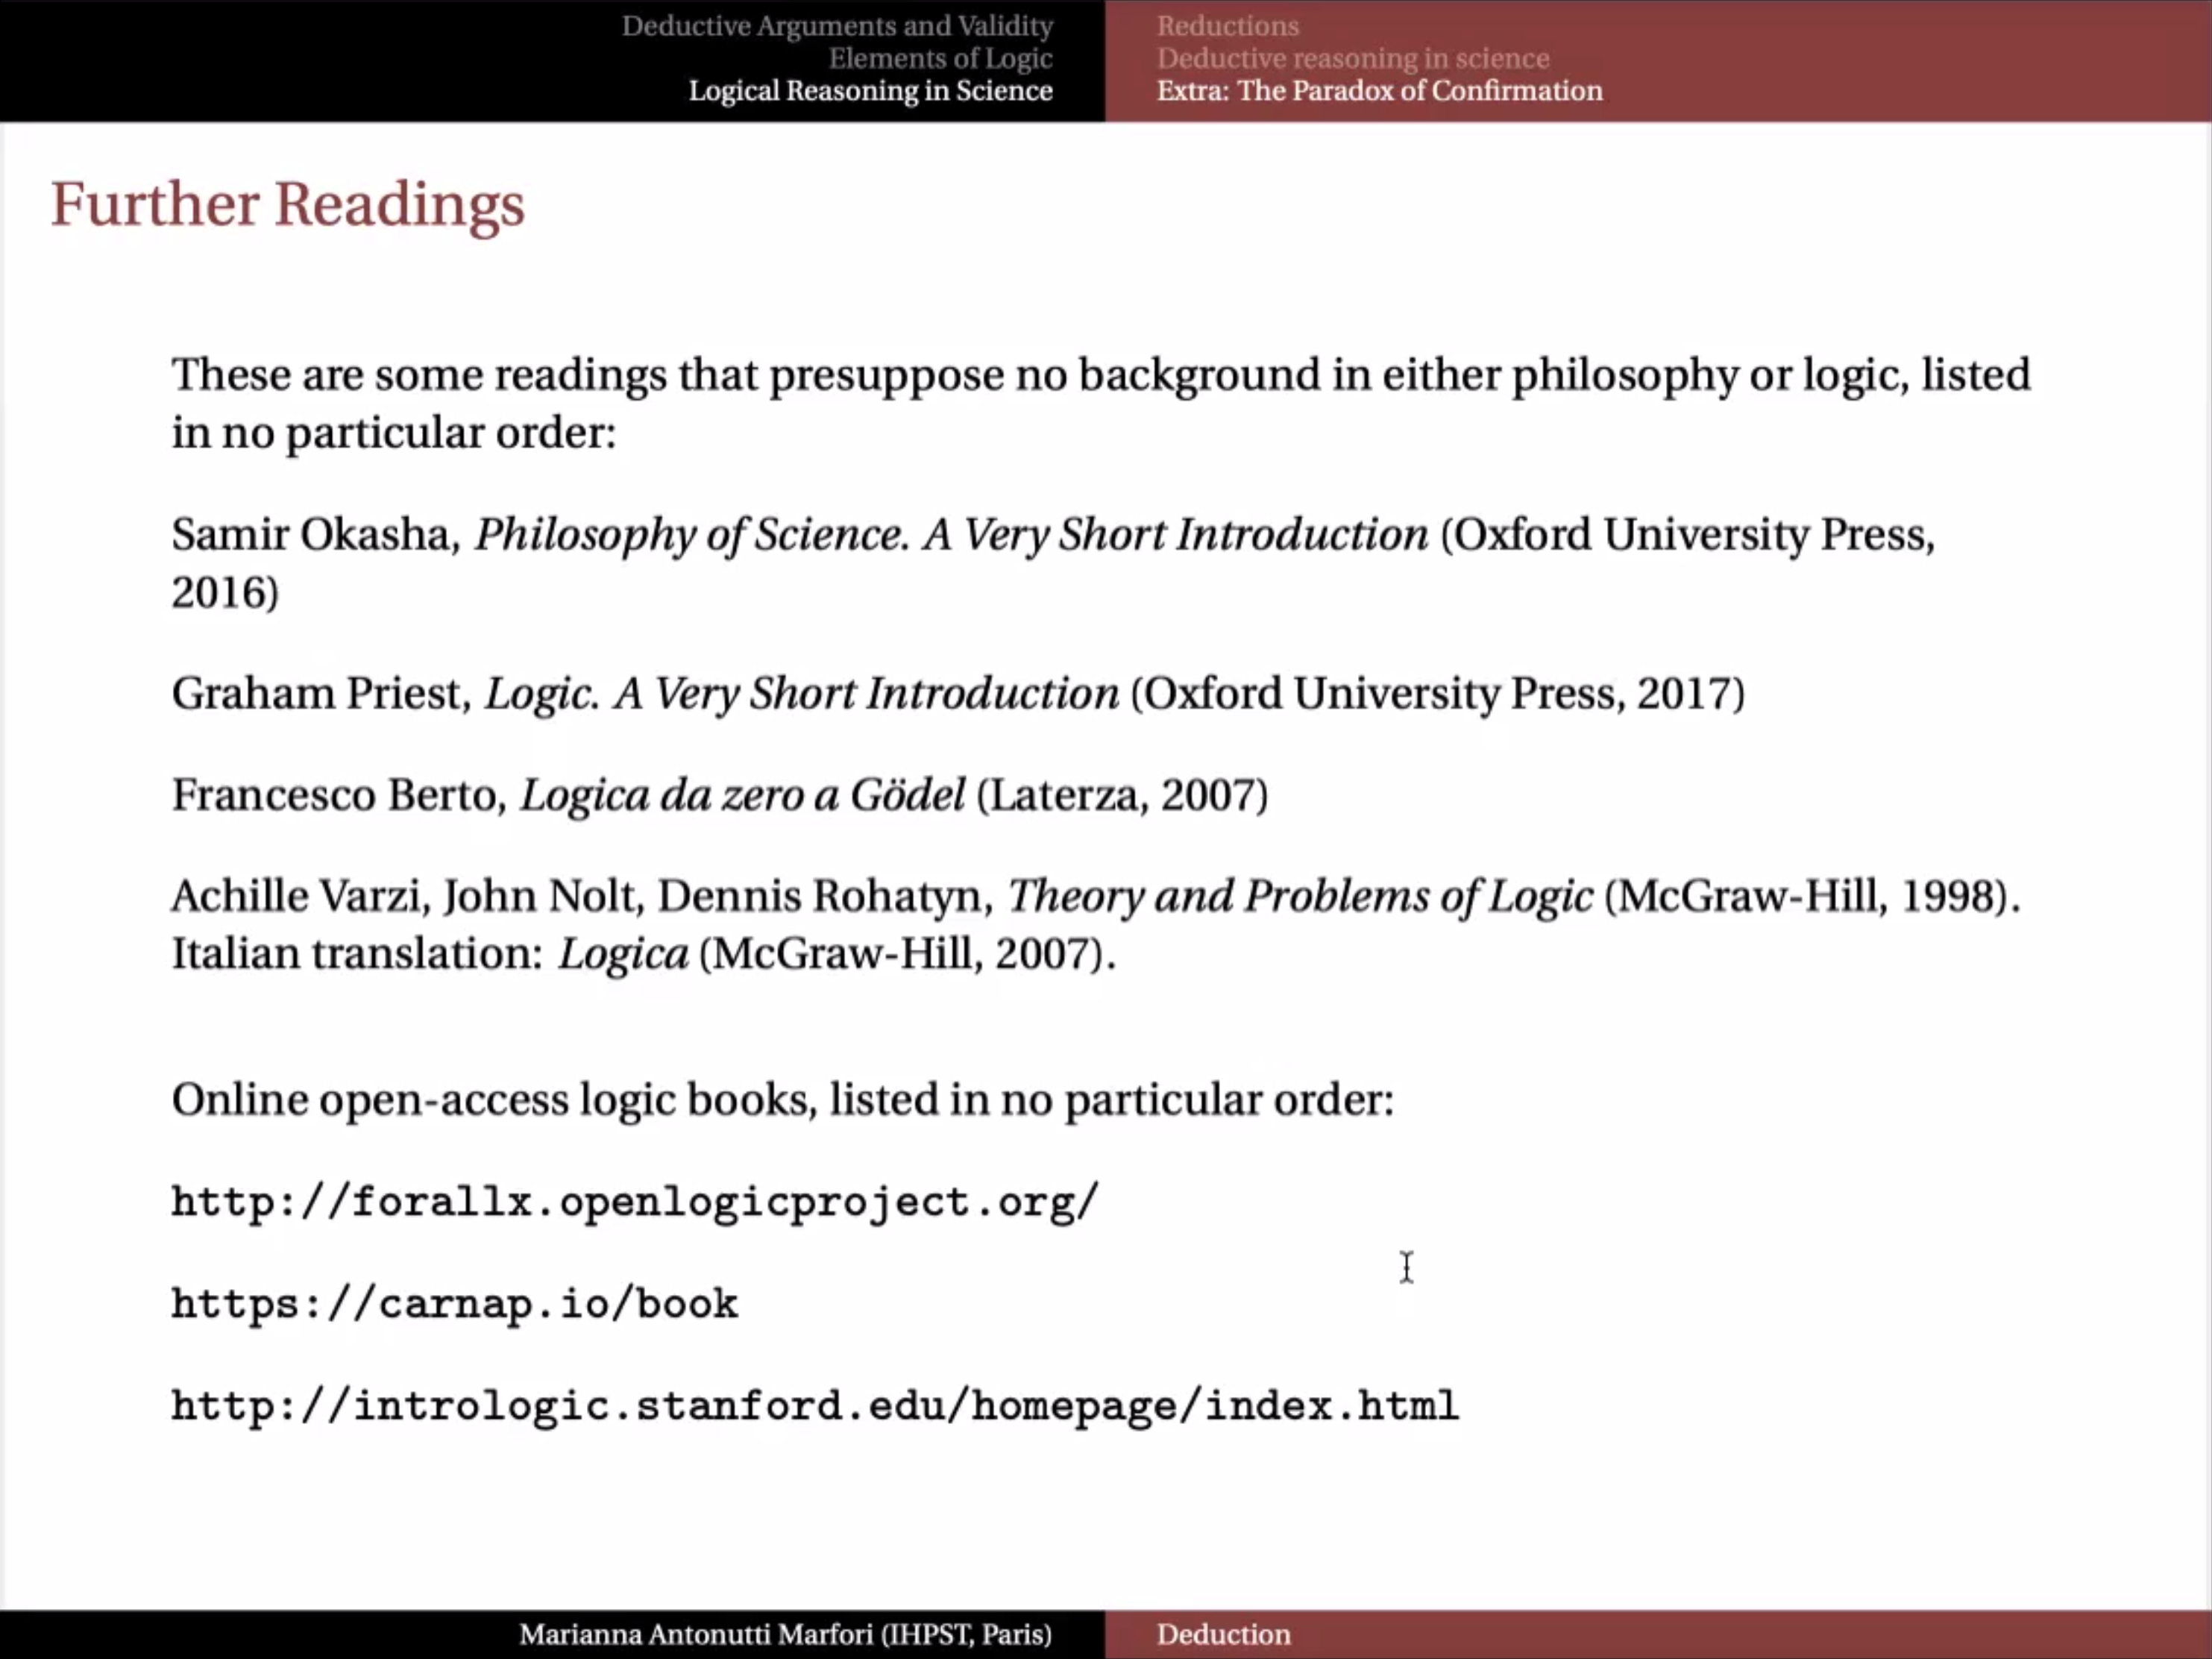 Deductive Arguments and Validity
Elements of Logic
Logical Reasoning in Science
Reductions
Deductive reasoning in science
Extra: The Paradox of Confirmation
Further Readings
These are some readings that presuppose no background in either philosophy or logic, listed
in no particular order:
Samir Okasha, Philosophy of Science. A Very Short Introduction (Oxford University Press,
2016)
Graham Priest, Logic. A Very Short Introduction (Oxford University Press, 2017)
Francesco Berto, Logica da zero a Gödel (Laterza, 2007)
Achille Varzi, John Nolt, Dennis Rohatyn, Theory and Problems of Logic (McGraw-Hill, 1998).
Italian translation: Logica (McGraw-Hill, 2007).
Online open-access logic books, listed in no particular order:
http://forallx.openlogicproject.org/
https://carnap.io/book
http://intrologic.stanford.edu/homepage/index.html
Marianna Antonutti Marfori (IHPST, Paris)
Deduction